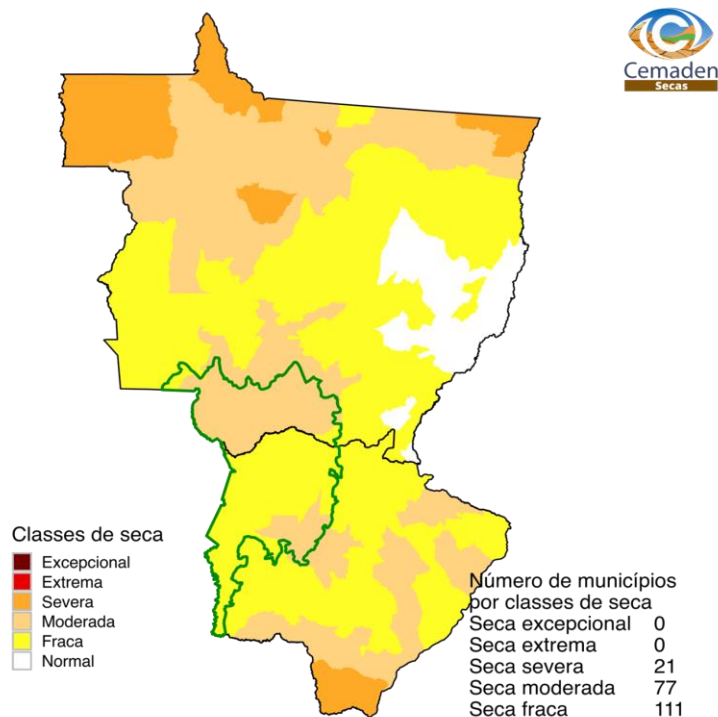 Cemaden
Secas
Classes de seca
Excepcional
Extrema
Severa
Moderada
Fraca
Normal
Número de municípios
por classes de seca
Seca excepcional 0
Seca extrema 0
Seca severa 21
Seca moderada 77
Seca fraca 111